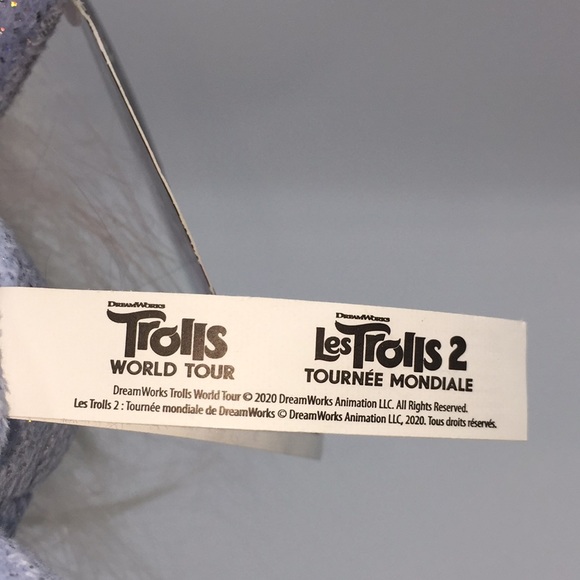 DREAMWORKS
Trolls
WORLD TOUR
DREAMWORKS
Les Trolls 2
TOURNÉE MONDIALE
DreamWorks Trolls World Tour © 2020 DreamWorks Animation LLC. All Rights Reserved.
Les Trolls 2 : Tournée mondiale de DreamWorks © DreamWorks Animation LLC, 2020. Tous droits réservés.